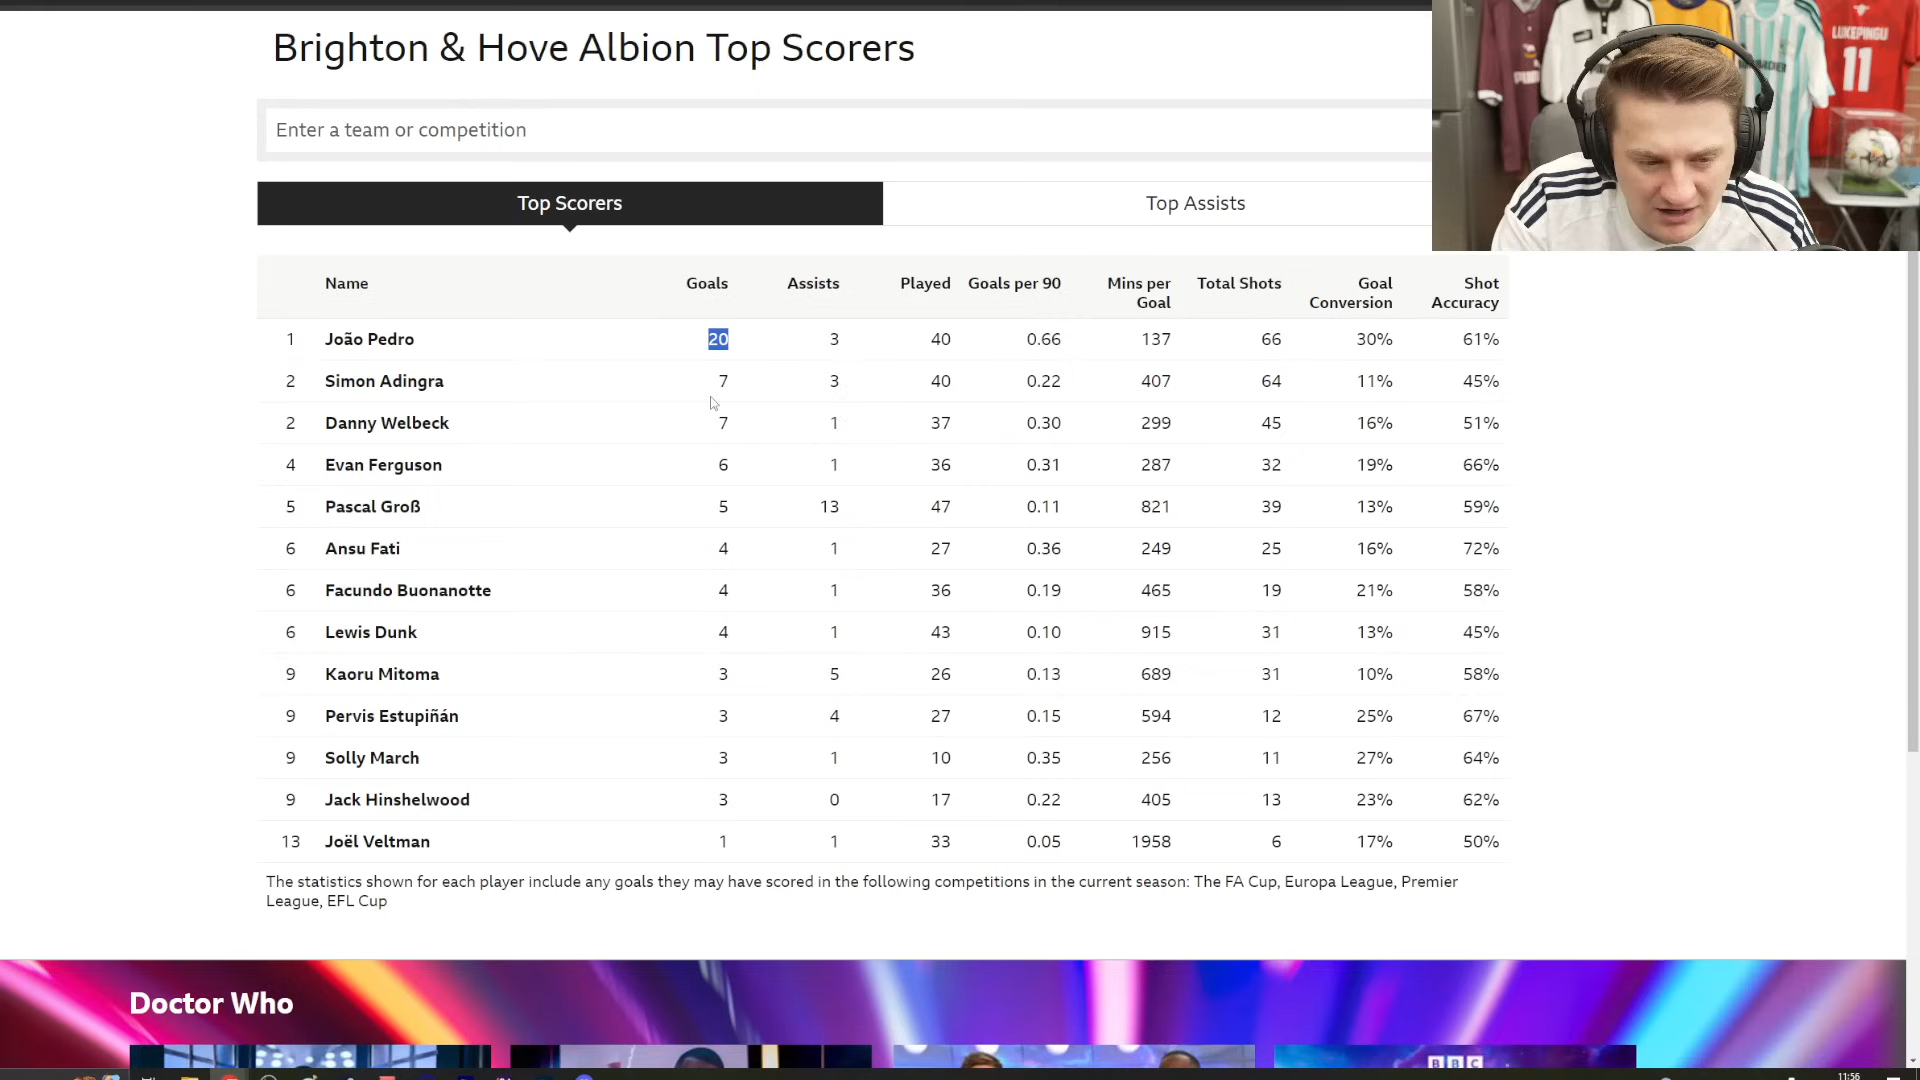 Brighton & Hove Albion Top Scorers
Enter a team or competition
Top Scorers Top Assists
Name Goals Assists Played Goals per 90 Mins per Goal Total Shots Goal Conversion Shot Accuracy
1 João Pedro 20 3 40 0.66 137 66 30% 61%
2 Simon Adingra 7 3 40 0.22 407 64 11% 45%
2 Danny Welbeck 7 1 37 0.30 299 45 16% 51%
4 Evan Ferguson 6 1 36 0.31 287 32 19% 66%
5 Pascal Groß 5 13 47 0.11 821 39 13% 59%
6 Ansu Fati 4 1 27 0.36 249 25 16% 72%
6 Facundo Buonanotte 4 1 36 0.19 465 19 21% 58%
6 Lewis Dunk 4 1 43 0.10 915 31 13% 45%
9 Kaoru Mitoma 3 5 26 0.13 689 31 10% 58%
9 Pervis Estupiñán 3 4 27 0.15 594 12 25% 67%
9 Solly March 3 1 10 0.35 256 11 27% 64%
9 Jack Hinshelwood 3 0 17 0.22 405 13 23% 62%
13 Joël Veltman 1 1 33 0.05 1958 6 17% 50%
The statistics shown for each player include any goals they may have scored in the following competitions in the current season: The FA Cup, Europa League, Premier
League, EFL Cup
Doctor Who
BBC
11:56
LUKEPINGU
11